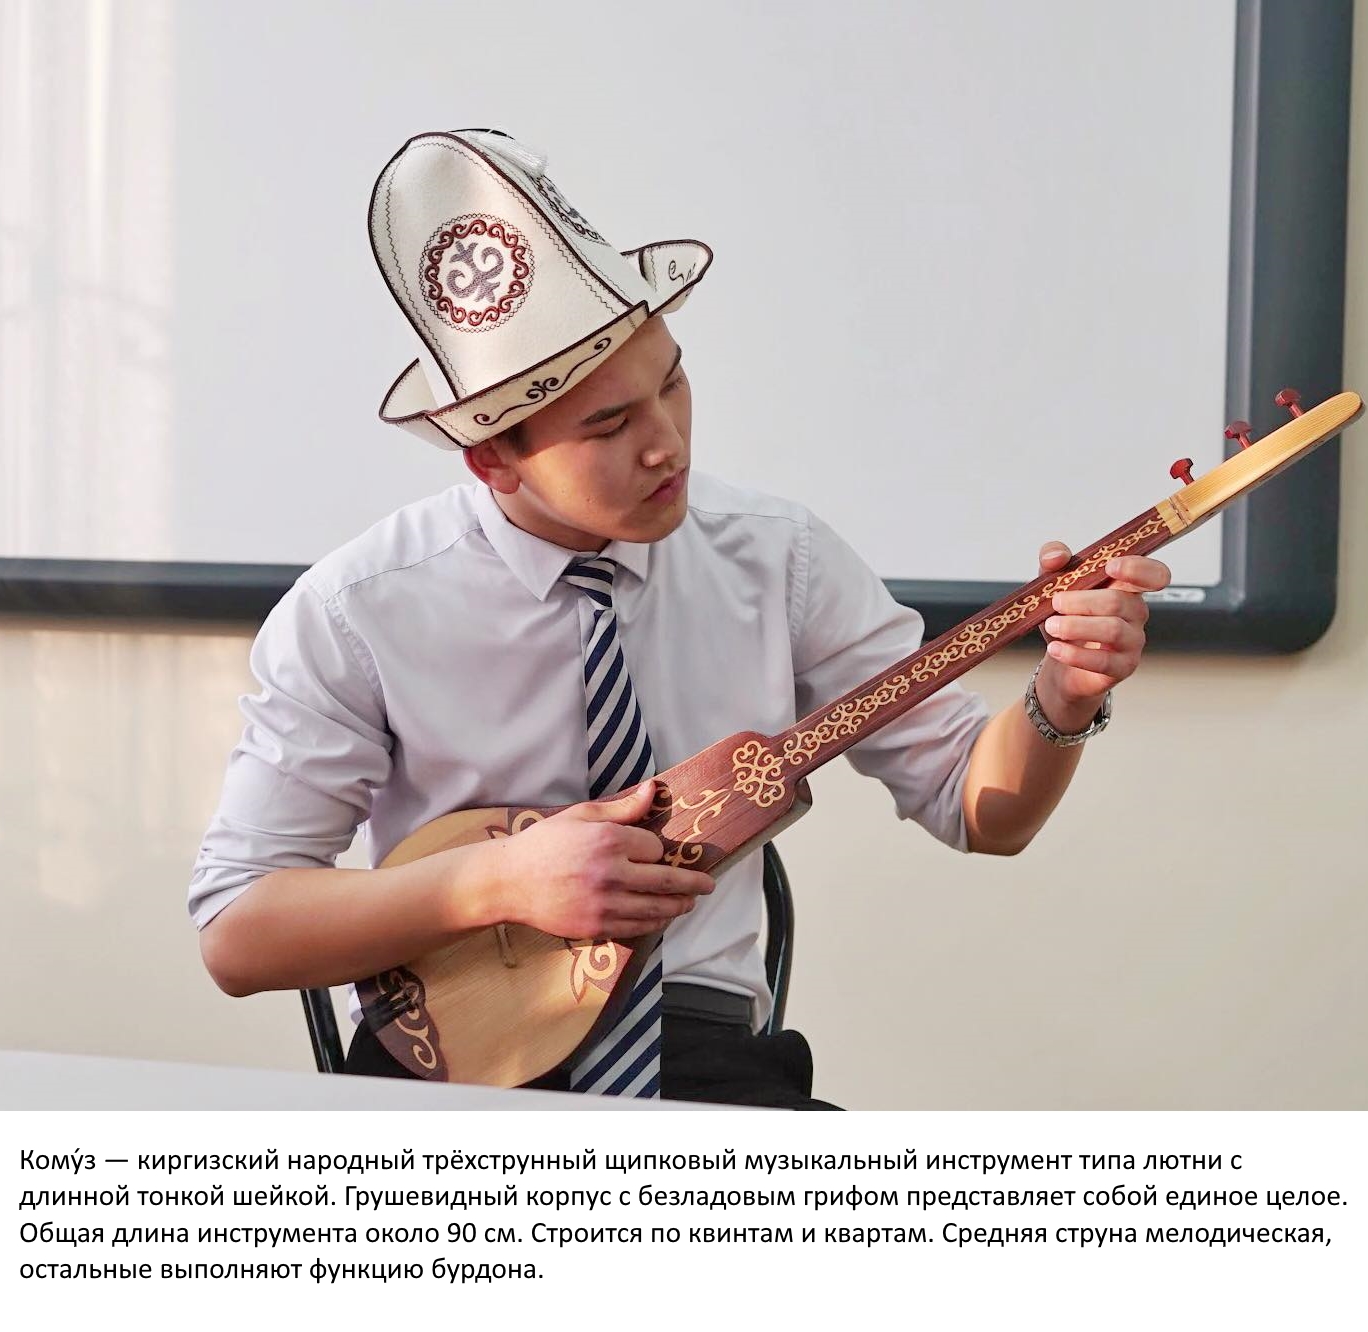 Кому́з — киргизский народный трёхструнный щипковый музыкальный инструмент типа лютни с
длинной тонкой шейкой. Грушевидный корпус с безладовым грифом представляет собой единое целое.
Общая длина инструмента около 90 см. Строится по квинтам и квартам. Средняя струна мелодическая,
остальные выполняют функцию бурдона.